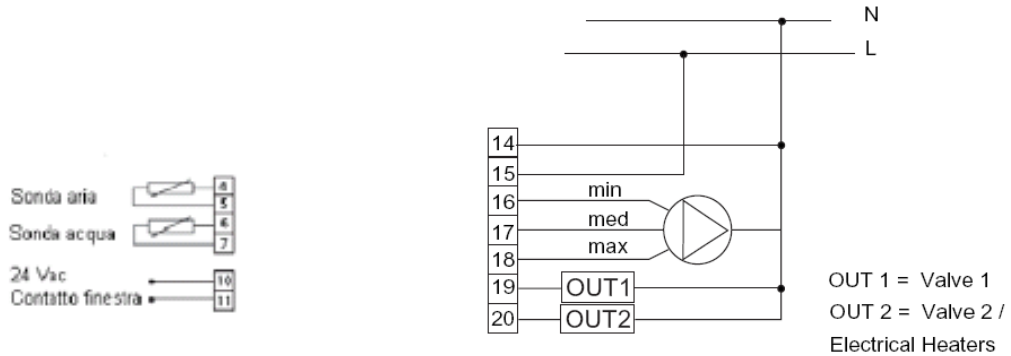 N
L
14
15
16
17
18
19
20
min
med
max
OUT1
OUT2
Sonda aria
4
5
Sonda acqua
6
7
24 Vac
10
Contatto finestra
11
OUT 1 = Valve 1
OUT 2 = Valve 2 /
Electrical Heaters